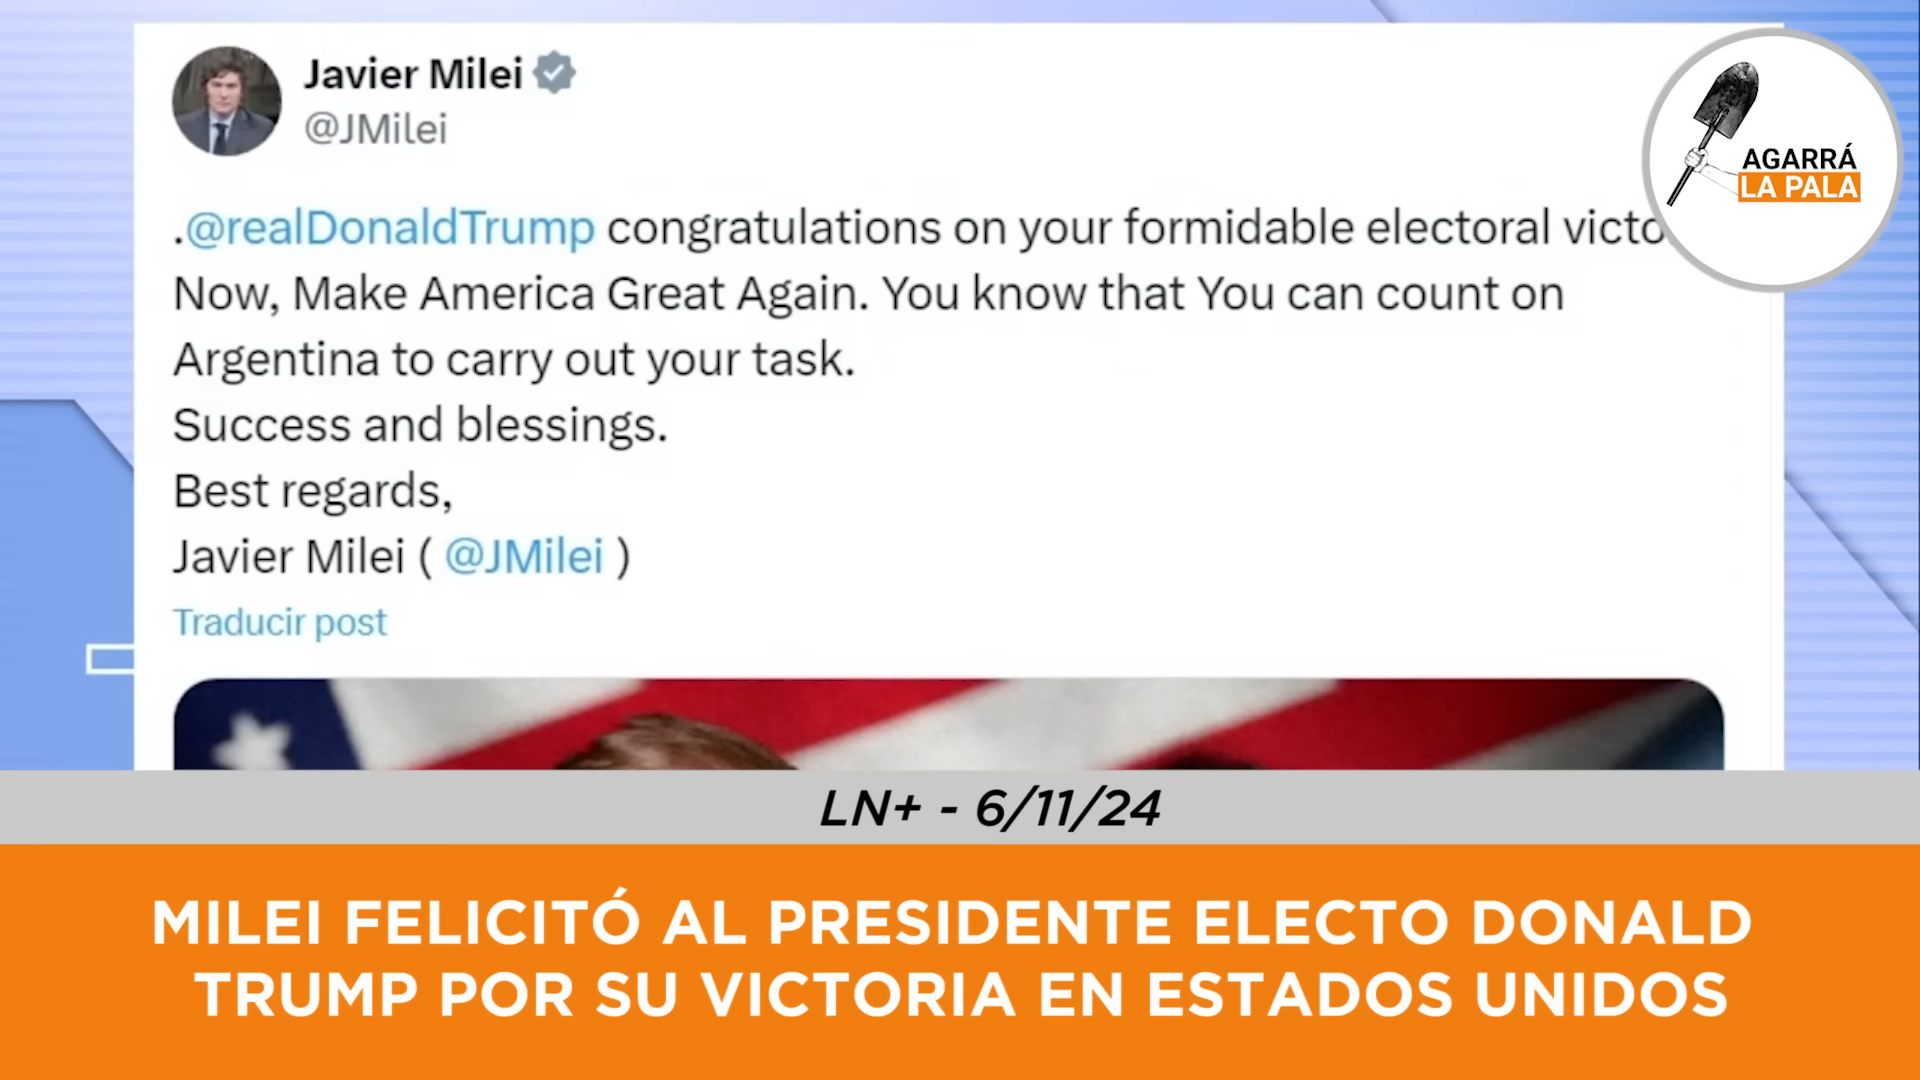 Javier Milei
@JMilei
AGARRÁ
LA PALA
.@realDonaldTrump congratulations on your formidable electoral
Now, Make America Great Again. You know that You can count on
Argentina to carry out your task.
Success and blessings.
Best regards,
Javier Milei ( @JMilei )
Traducir post
LN+ - 6/11/24
MILEI FELICITÓ AL PRESIDENTE ELECTO DONALD
TRUMP POR SU VICTORIA EN ESTADOS UNIDOS